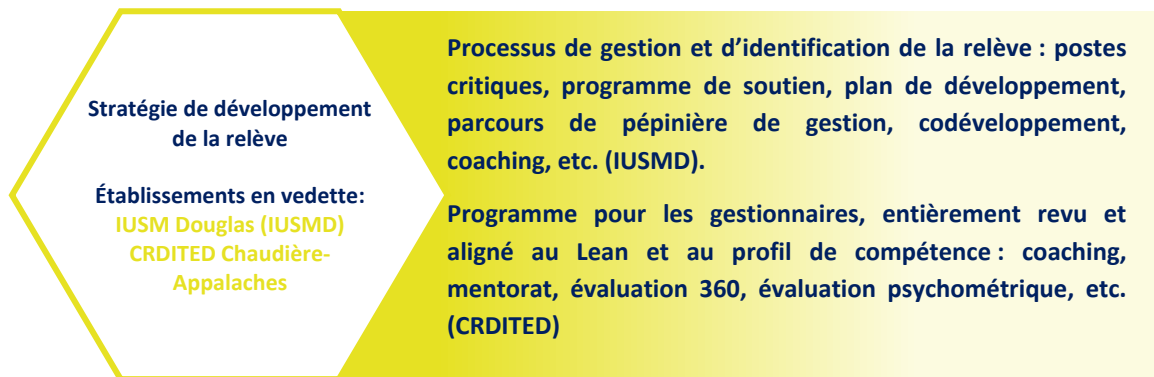 Stratégie de développement
de la relève
Établissements en vedette:
IUSM Douglas (IUSMD)
CRDITED Chaudière-
Appalaches
Processus de gestion et d’identification de la relève : postes
critiques, programme de soutien, plan de développement,
parcours de pépinière de gestion, codéveloppement,
coaching, etc. (IUSMD).
Programme pour les gestionnaires, entièrement revu et
aligné au Lean et au profil de compétence : coaching,
mentorat, évaluation 360, évaluation psychométrique, etc.
(CRDITED)